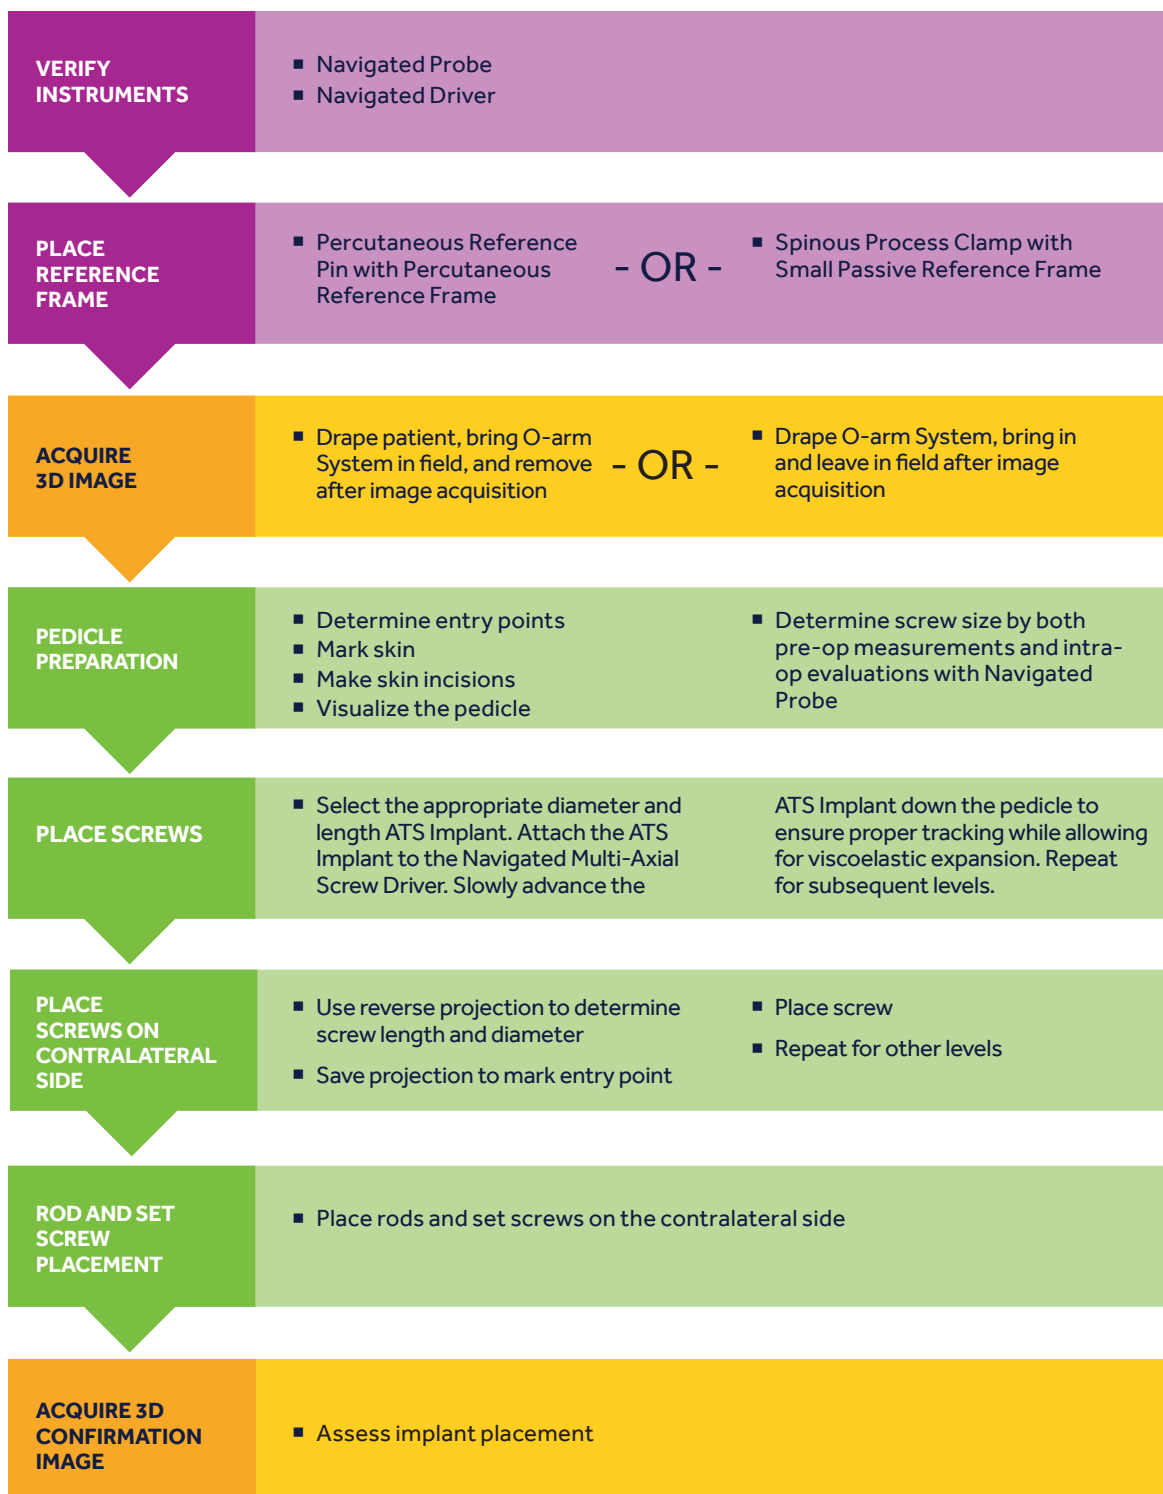 VERIFY
INSTRUMENTS
▪ Navigated Probe
▪ Navigated Driver
PLACE
REFERENCE
FRAME
▪ Percutaneous Reference
Pin with Percutaneous
Reference Frame
- OR -
▪ Spinous Process Clamp with
Small Passive Reference Frame
ACQUIRE
3D IMAGE
▪ Drape patient, bring O-arm
System in field, and remove
after image acquisition
- OR -
▪ Drape O-arm System, bring in
and leave in field after image
acquisition
PEDICLE
PREPARATION
▪ Determine entry points
▪ Mark skin
▪ Make skin incisions
▪ Visualize the pedicle
▪ Determine screw size by both
pre-op measurements and intra-
op evaluations with Navigated
Probe
PLACE SCREWS
▪ Select the appropriate diameter and
length ATS Implant. Attach the ATS
Implant to the Navigated Multi-Axial
Screw Driver. Slowly advance the
ATS Implant down the pedicle to
ensure proper tracking while allowing
for viscoelastic expansion. Repeat
for subsequent levels.
PLACE
SCREWS ON
CONTRALATERAL
SIDE
▪ Use reverse projection to determine
screw length and diameter
▪ Save projection to mark entry point
▪ Place screw
▪ Repeat for other levels
ROD AND SET
SCREW
PLACEMENT
▪ Place rods and set screws on the contralateral side
ACQUIRE 3D
CONFIRMATION
IMAGE
▪ Assess implant placement